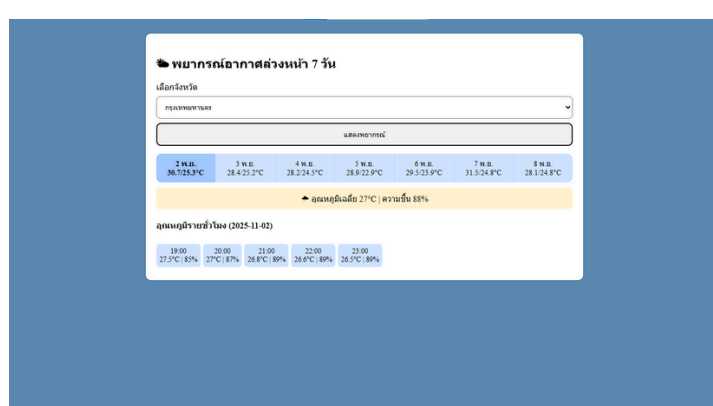 พยากรณ์อากาศล่วงหน้า 7 วัน
เลือกจังหวัด
กรุงเทพมหานคร
แสดงพยากรณ์
2 พ.ย. 3 พ.ย. 4 พ.ย. 5 พ.ย. 6 พ.ย. 7 พ.ย. 8 พ.ย.
30.7/25.3°C 28.4/25.2°C 28.2/24.5°C 28.9/22.9°C 29.5/23.9°C 31.5/24.8°C 28.1/24.8°C
อุณหภูมิเฉลี่ย 27°C | ความชื้น 88%
อุณหภูมิรายชั่วโมง (2025-11-02)
19:00 20:00 21:00 22:00 23:00
27.5°C | 85% 27°C | 87% 26.8°C | 89% 26.6°C | 89% 26.5°C | 89%